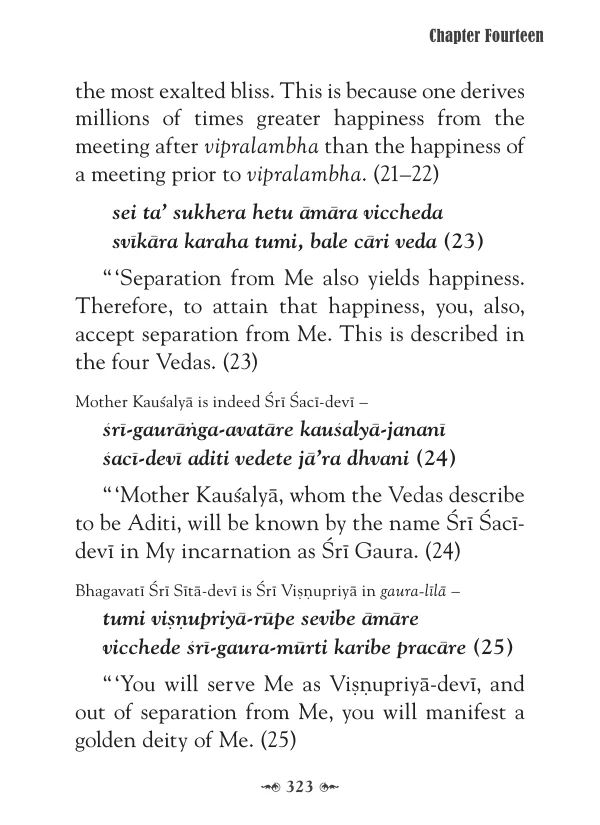 Chapter Fourteen
the most exalted bliss. This is because one derives
millions of times greater happiness from the
meeting after vipralambha than the happiness of
a meeting prior to vipralambha. (21–22)
sei ta’ sukhera hetu āmāra viccheda
svīkāra karaha tumi, bale cāri veda (23)
“ ‘Separation from Me also yields happiness.
Therefore, to attain that happiness, you, also,
accept separation from Me. This is described in
the four Vedas. (23)
Mother Kauśalyā is indeed Śrī Śacī-devī –
śrī-gaurāṅga-avatāre kauśalyā-jananī
śacī-devī aditi vedete jā’ra dhvani (24)
“ ‘Mother Kauśalyā, whom the Vedas describe
to be Aditi, will be known by the name Śrī Śacī-
devī in My incarnation as Śrī Gaura. (24)
Bhagavatī Śrī Sītā-devī is Śrī Viṣṇupriyā in gaura-līlā –
tumi viṣṇupriyā-rūpe sevibe āmāre
vicchede śrī-gaura-mūrti karibe pracāre (25)
“ ‘You will serve Me as Viṣṇupriyā-devī, and
out of separation from Me, you will manifest a
golden deity of Me. (25)
323